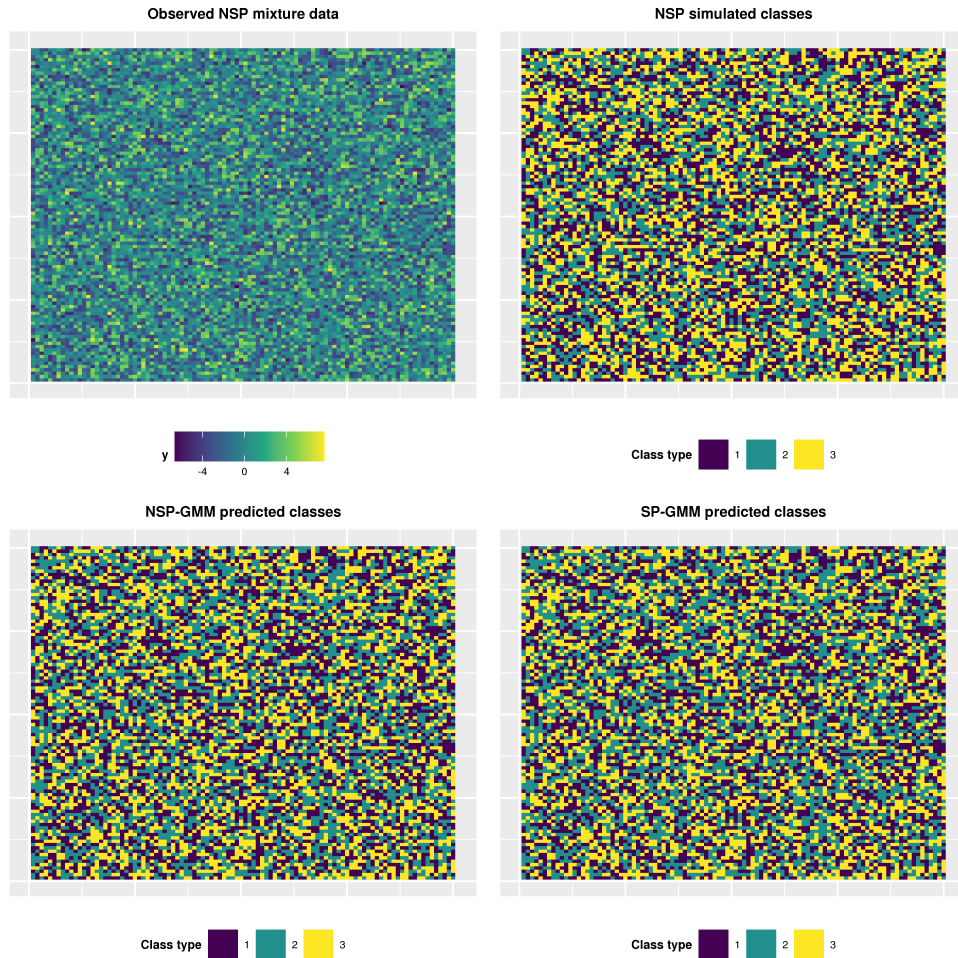 Observed NSP mixture data
NSP simulated classes
y
-4 0 4
Class type 1 2 3
NSP-GMM predicted classes
SP-GMM predicted classes
Class type 1 2 3
Class type 1 2 3